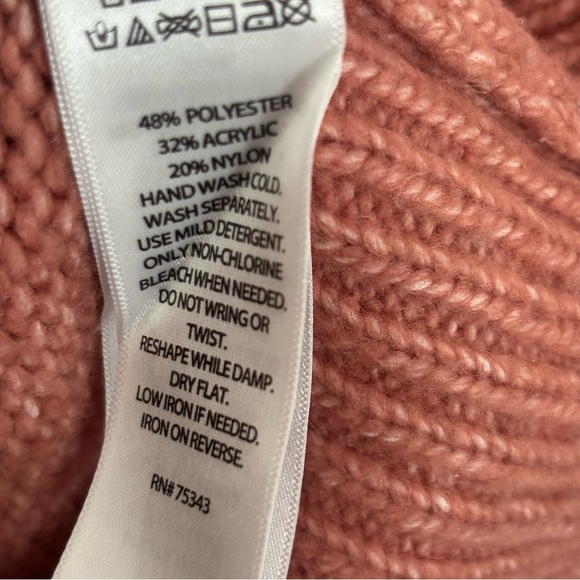 48% POLYESTER
32% ACRYLIC
20% NYLON
HAND WASH COLD.
WASH SEPARATELY.
USE MILD DETERGENT.
ONLY NON-CHLORINE
BLEACH WHEN NEEDED.
DO NOT WRING OR
TWIST.
RESHAPE WHILE DAMP.
DRY FLAT.
LOW IRON IF NEEDED.
IRON ON REVERSE.
RN# 75343